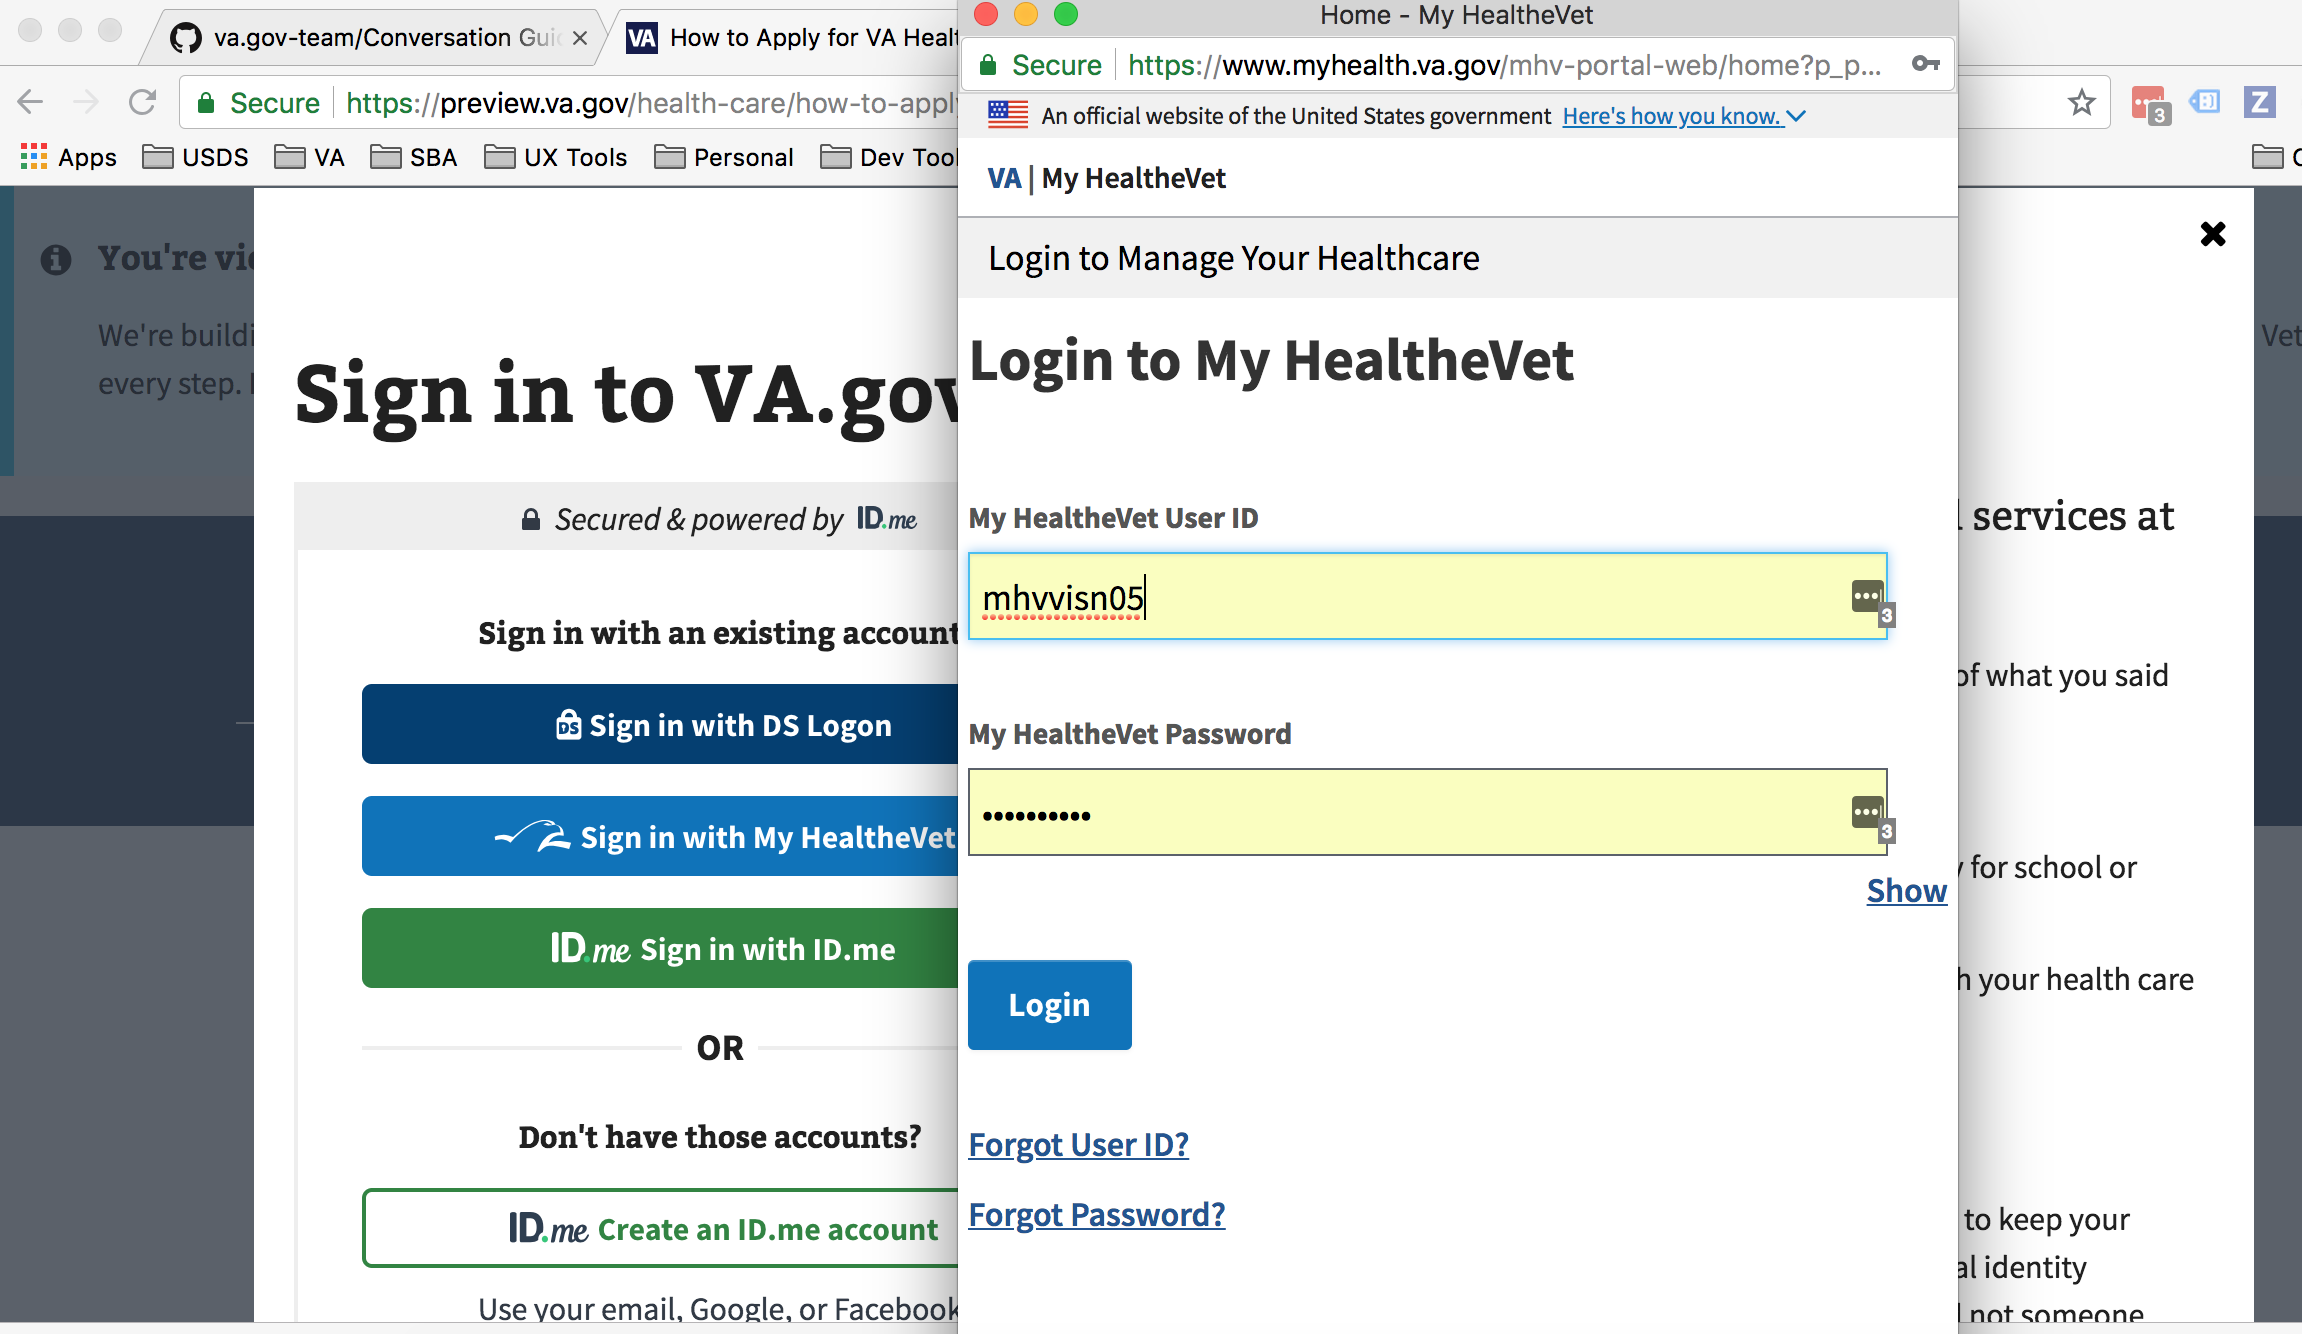 va.gov-team/Conversation Gui
VA How to Apply for VA Healt
Secure https://preview.va.gov/health-care/how-to-apply
3
Z
Apps USDS VA SBA UX Tools Personal Dev Tool
You're vi
We're buildi
every step.
Sign in to VA.gov
Secured & powered by ID.me
Sign in with an existing account
DS Sign in with DS Logon
Sign in with My HealtheVet
ID.me Sign in with ID.me
OR
Don't have those accounts?
ID.me Create an ID.me account
Use your email, Google, or Facebook
Home - My HealtheVet
Secure https://www.myhealth.va.gov/mhv-portal-web/home?p_p...
An official website of the United States government Here's how you know.
VA | My HealtheVet
Login to Manage Your Healthcare
Login to My HealtheVet
My HealtheVet User ID
mhvvisn05
3
My HealtheVet Password
••••••••••
3
Show
Login
Forgot User ID?
Forgot Password?
Vet
services at
of what you said
for school or
h your health care
to keep your
al identity
not someone